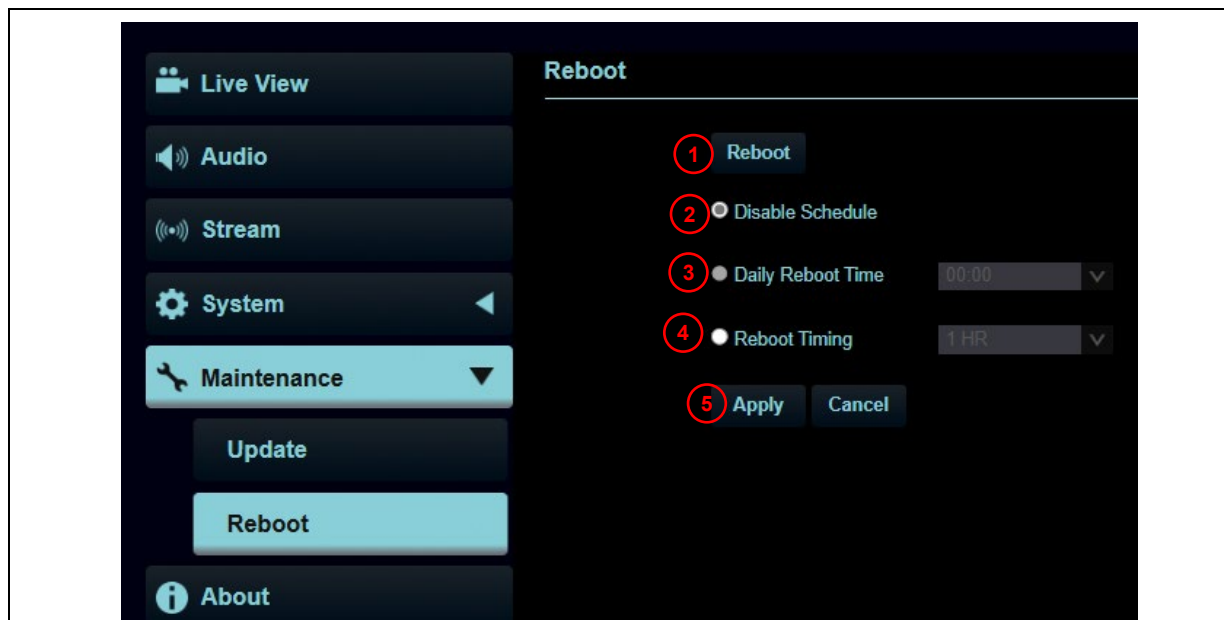 Live View
Audio
Stream
System
Maintenance
Update
Reboot
About
Reboot
1 Reboot
2 Disable Schedule
3 Daily Reboot Time 00:00
4 Reboot Timing 1 HR
5 Apply Cancel